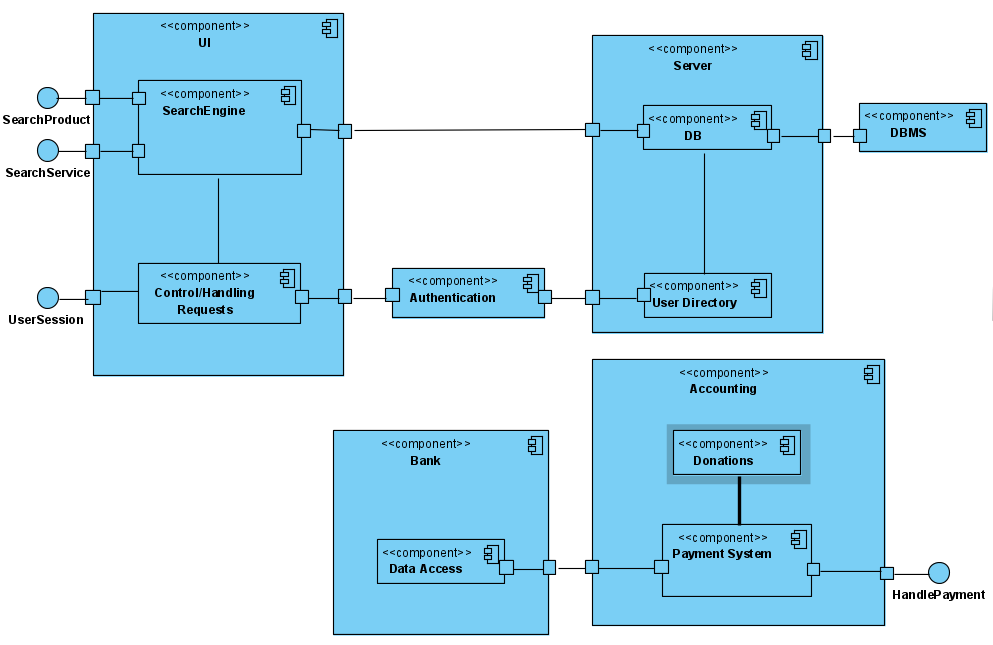 <<component>>
UI
<<component>>
SearchEngine
SearchProduct
SearchService
<<component>>
Control/Handling
Requests
UserSession
<<component>>
Authentication
<<component>>
Server
<<component>>
DB
<<component>>
DBMS
<<component>>
User Directory
<<component>>
Accounting
<<component>>
Donations
<<component>>
Payment System
HandlePayment
<<component>>
Bank
<<component>>
Data Access